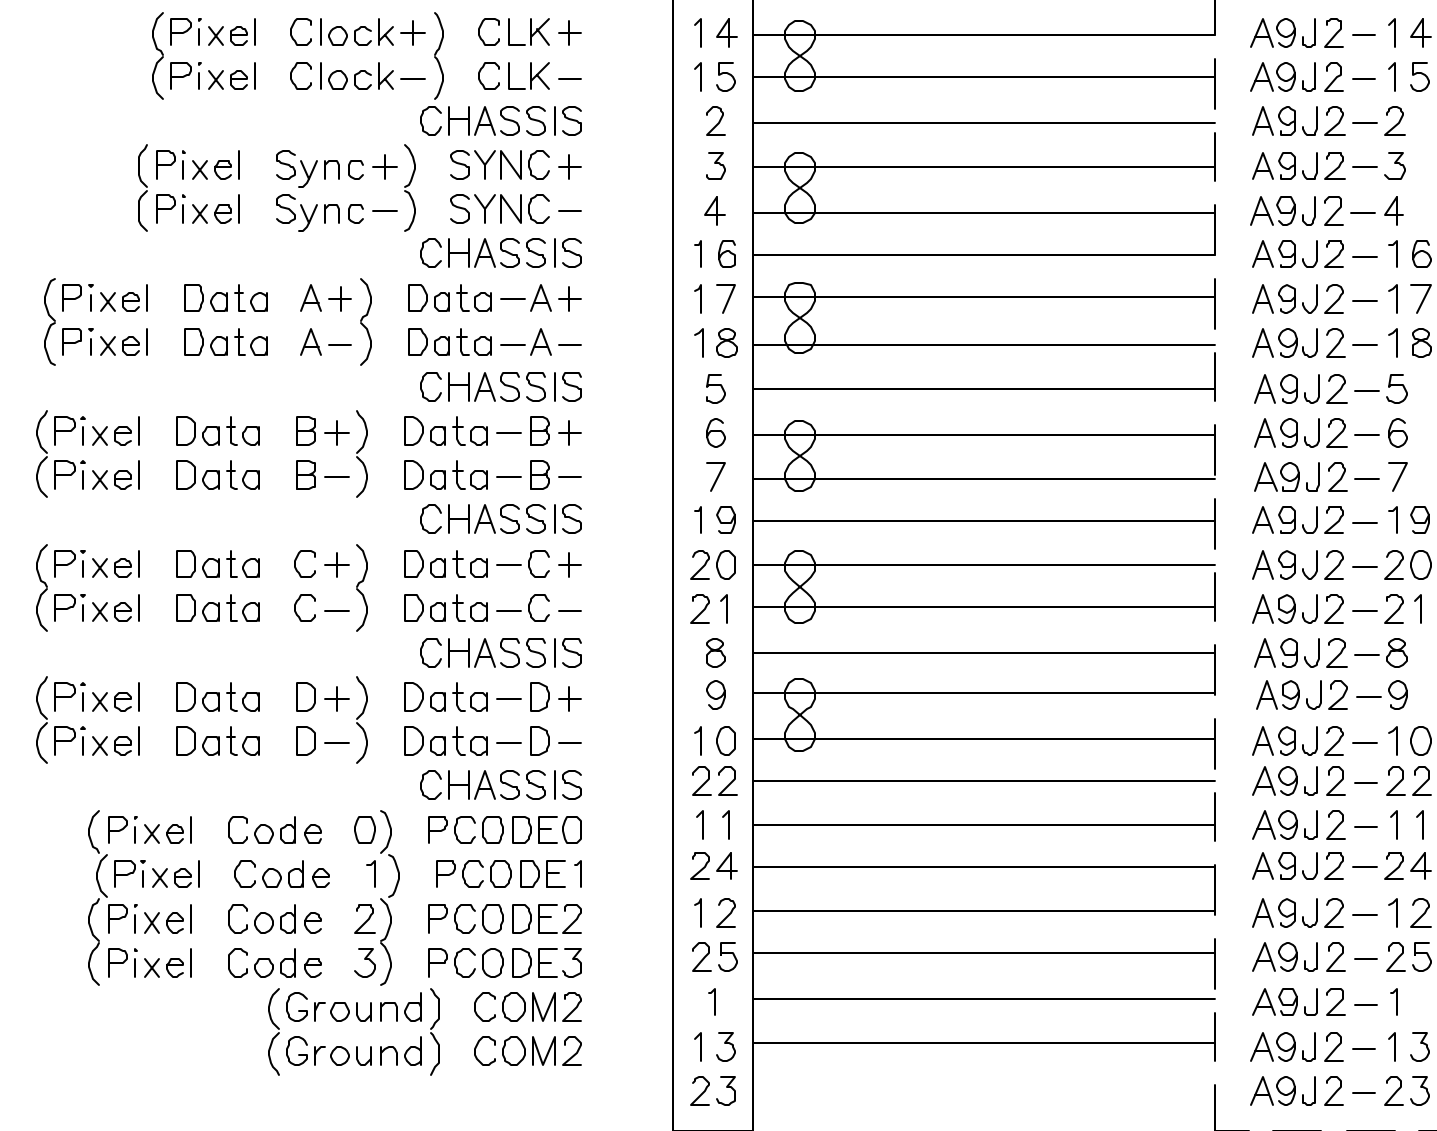 (Pixel Clock+) CLK+ 14 A9J2-14
(Pixel Clock-) CLK- 15 A9J2-15
CHASSIS 2 A9J2-2
(Pixel Sync+) SYNC+ 3 A9J2-3
(Pixel Sync-) SYNC- 4 A9J2-4
CHASSIS 16 A9J2-16
(Pixel Data A+) Data-A+ 17 A9J2-17
(Pixel Data A-) Data-A- 18 A9J2-18
CHASSIS 5 A9J2-5
(Pixel Data B+) Data-B+ 6 A9J2-6
(Pixel Data B-) Data-B- 7 A9J2-7
CHASSIS 19 A9J2-19
(Pixel Data C+) Data-C+ 20 A9J2-20
(Pixel Data C-) Data-C- 21 A9J2-21
CHASSIS 8 A9J2-8
(Pixel Data D+) Data-D+ 9 A9J2-9
(Pixel Data D-) Data-D- 10 A9J2-10
CHASSIS 22 A9J2-22
(Pixel Code 0) PCODE0 11 A9J2-11
(Pixel Code 1) PCODE1 24 A9J2-24
(Pixel Code 2) PCODE2 12 A9J2-12
(Pixel Code 3) PCODE3 25 A9J2-25
(Ground) COM2 1 A9J2-1
(Ground) COM2 13 A9J2-13
23 A9J2-23